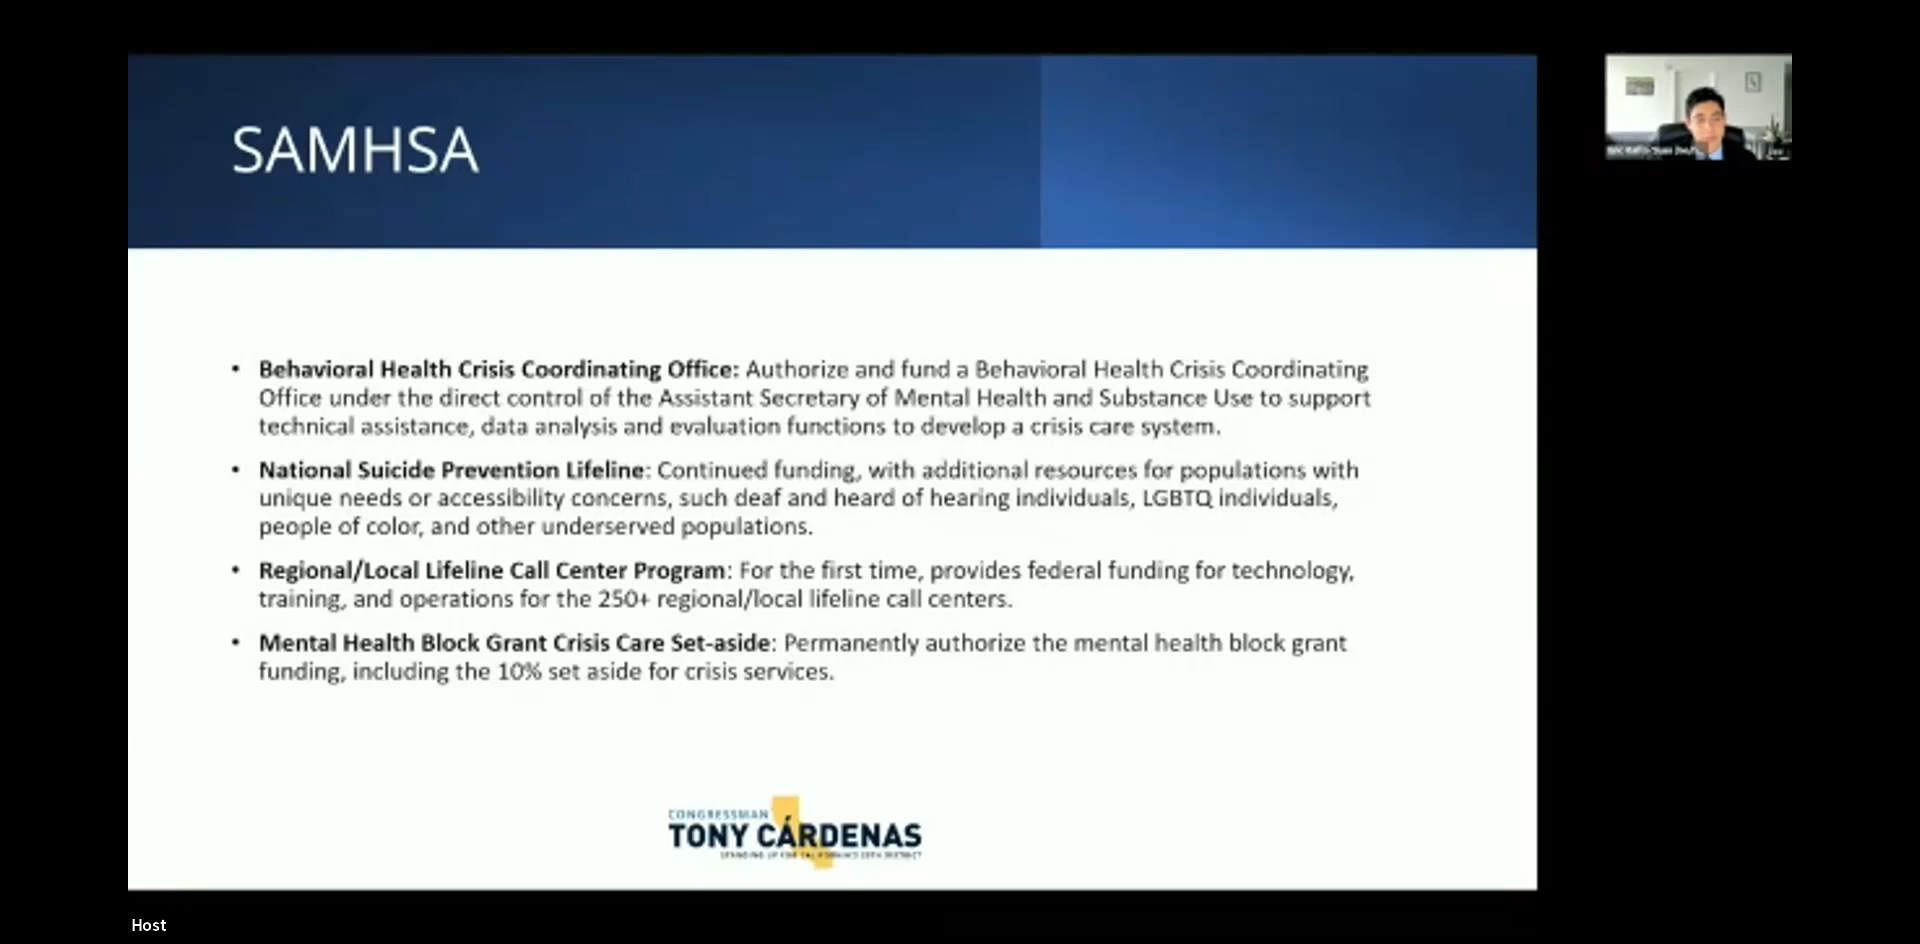 SAMHSA
• Behavioral Health Crisis Coordinating Office: Authorize and fund a Behavioral Health Crisis Coordinating
Office under the direct control of the Assistant Secretary of Mental Health and Substance Use to support
technical assistance, data analysis and evaluation functions to develop a crisis care system.
• National Suicide Prevention Lifeline: Continued funding, with additional resources for populations with
unique needs or accessibility concerns, such deaf and heard of hearing individuals, LGBTQ individuals,
people of color, and other underserved populations.
• Regional/Local Lifeline Call Center Program: For the first time, provides federal funding for technology,
training, and operations for the 250+ regional/local lifeline call centers.
• Mental Health Block Grant Crisis Care Set-aside: Permanently authorize the mental health block grant
funding, including the 10% set aside for crisis services.
CONGRESSMAN
TONY CÁRDENAS
STANDING UP FOR CALIFORNIA'S 29TH DISTRICT
Host